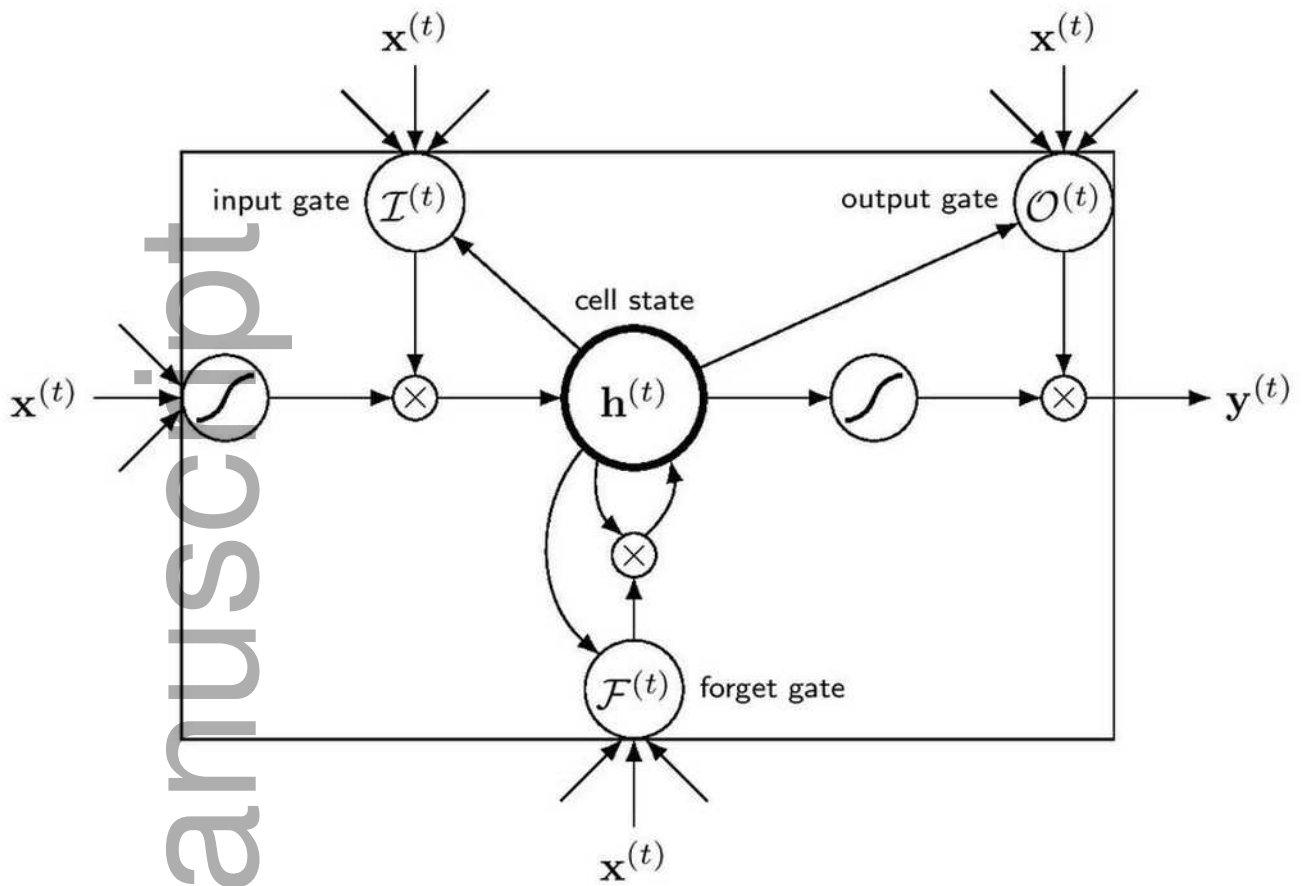 x^(t)
x^(t)
input gate
I^(t)
output gate
O^(t)
cell state
x^(t)
×
h^(t)
×
y^(t)
×
F^(t)
forget gate
x^(t)
anuscript